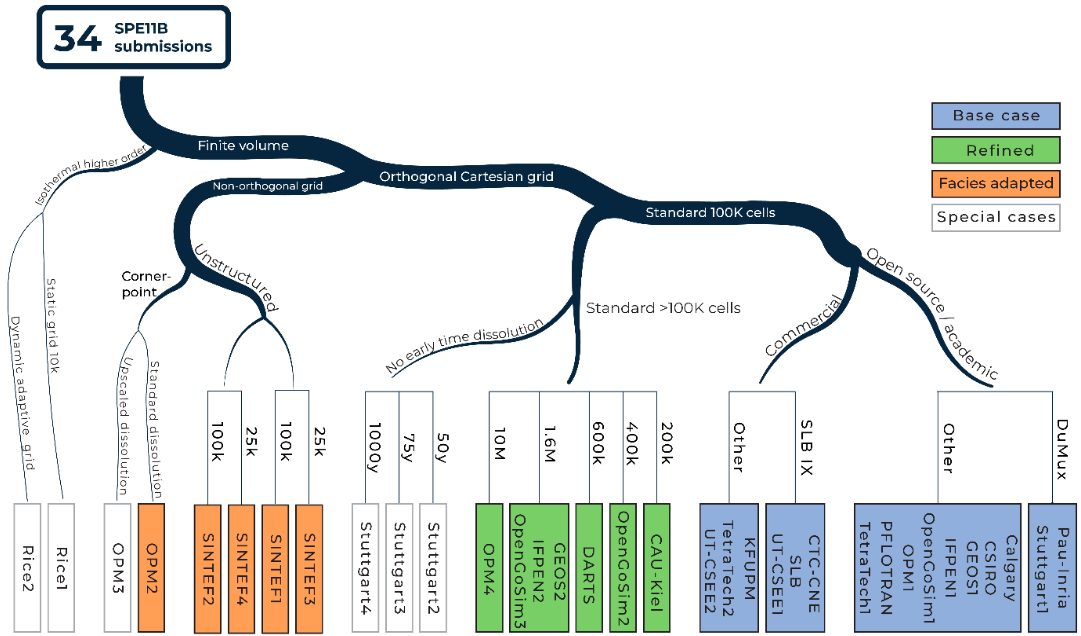 34
SPE11B
submissions
Base case
Refined
Facies adapted
Special cases
Isothermal higher order
Finite volume
Non-orthogonal grid
Orthogonal Cartesian grid
Standard 100K cells
Dynamic adaptive grid
Static grid 10k
Corner-
point
Unstructured
Upscaled dissolution
Standard dissolution
No early time dissolution
Standard >100K cells
Commercial
Open source / academic
100k
25k
100k
25k
1000y
75y
50y
10M
1.6M
600k
400k
200k
Other
SLB IX
Other
DuMux
Rice2
Rice1
OPM3
OPM2
SINTEF2
SINTEF4
SINTEF1
SINTEF3
Stuttgart4
Stuttgart3
Stuttgart2
OPM4
GEOS2
IFPEN2
OpenGoSim3
DARTS
OpenGoSim2
CAU-Kiel
KFUPM
TetraTech2
UT-CSEE2
CTC-CNE
SLB
UT-CSEE1
Calgary
CSIRO
GEOS1
IFPEN1
OpenGoSim1
OPM1
PFLOTRAN
TetraTech1
Pau-Inria
Stuttgart1